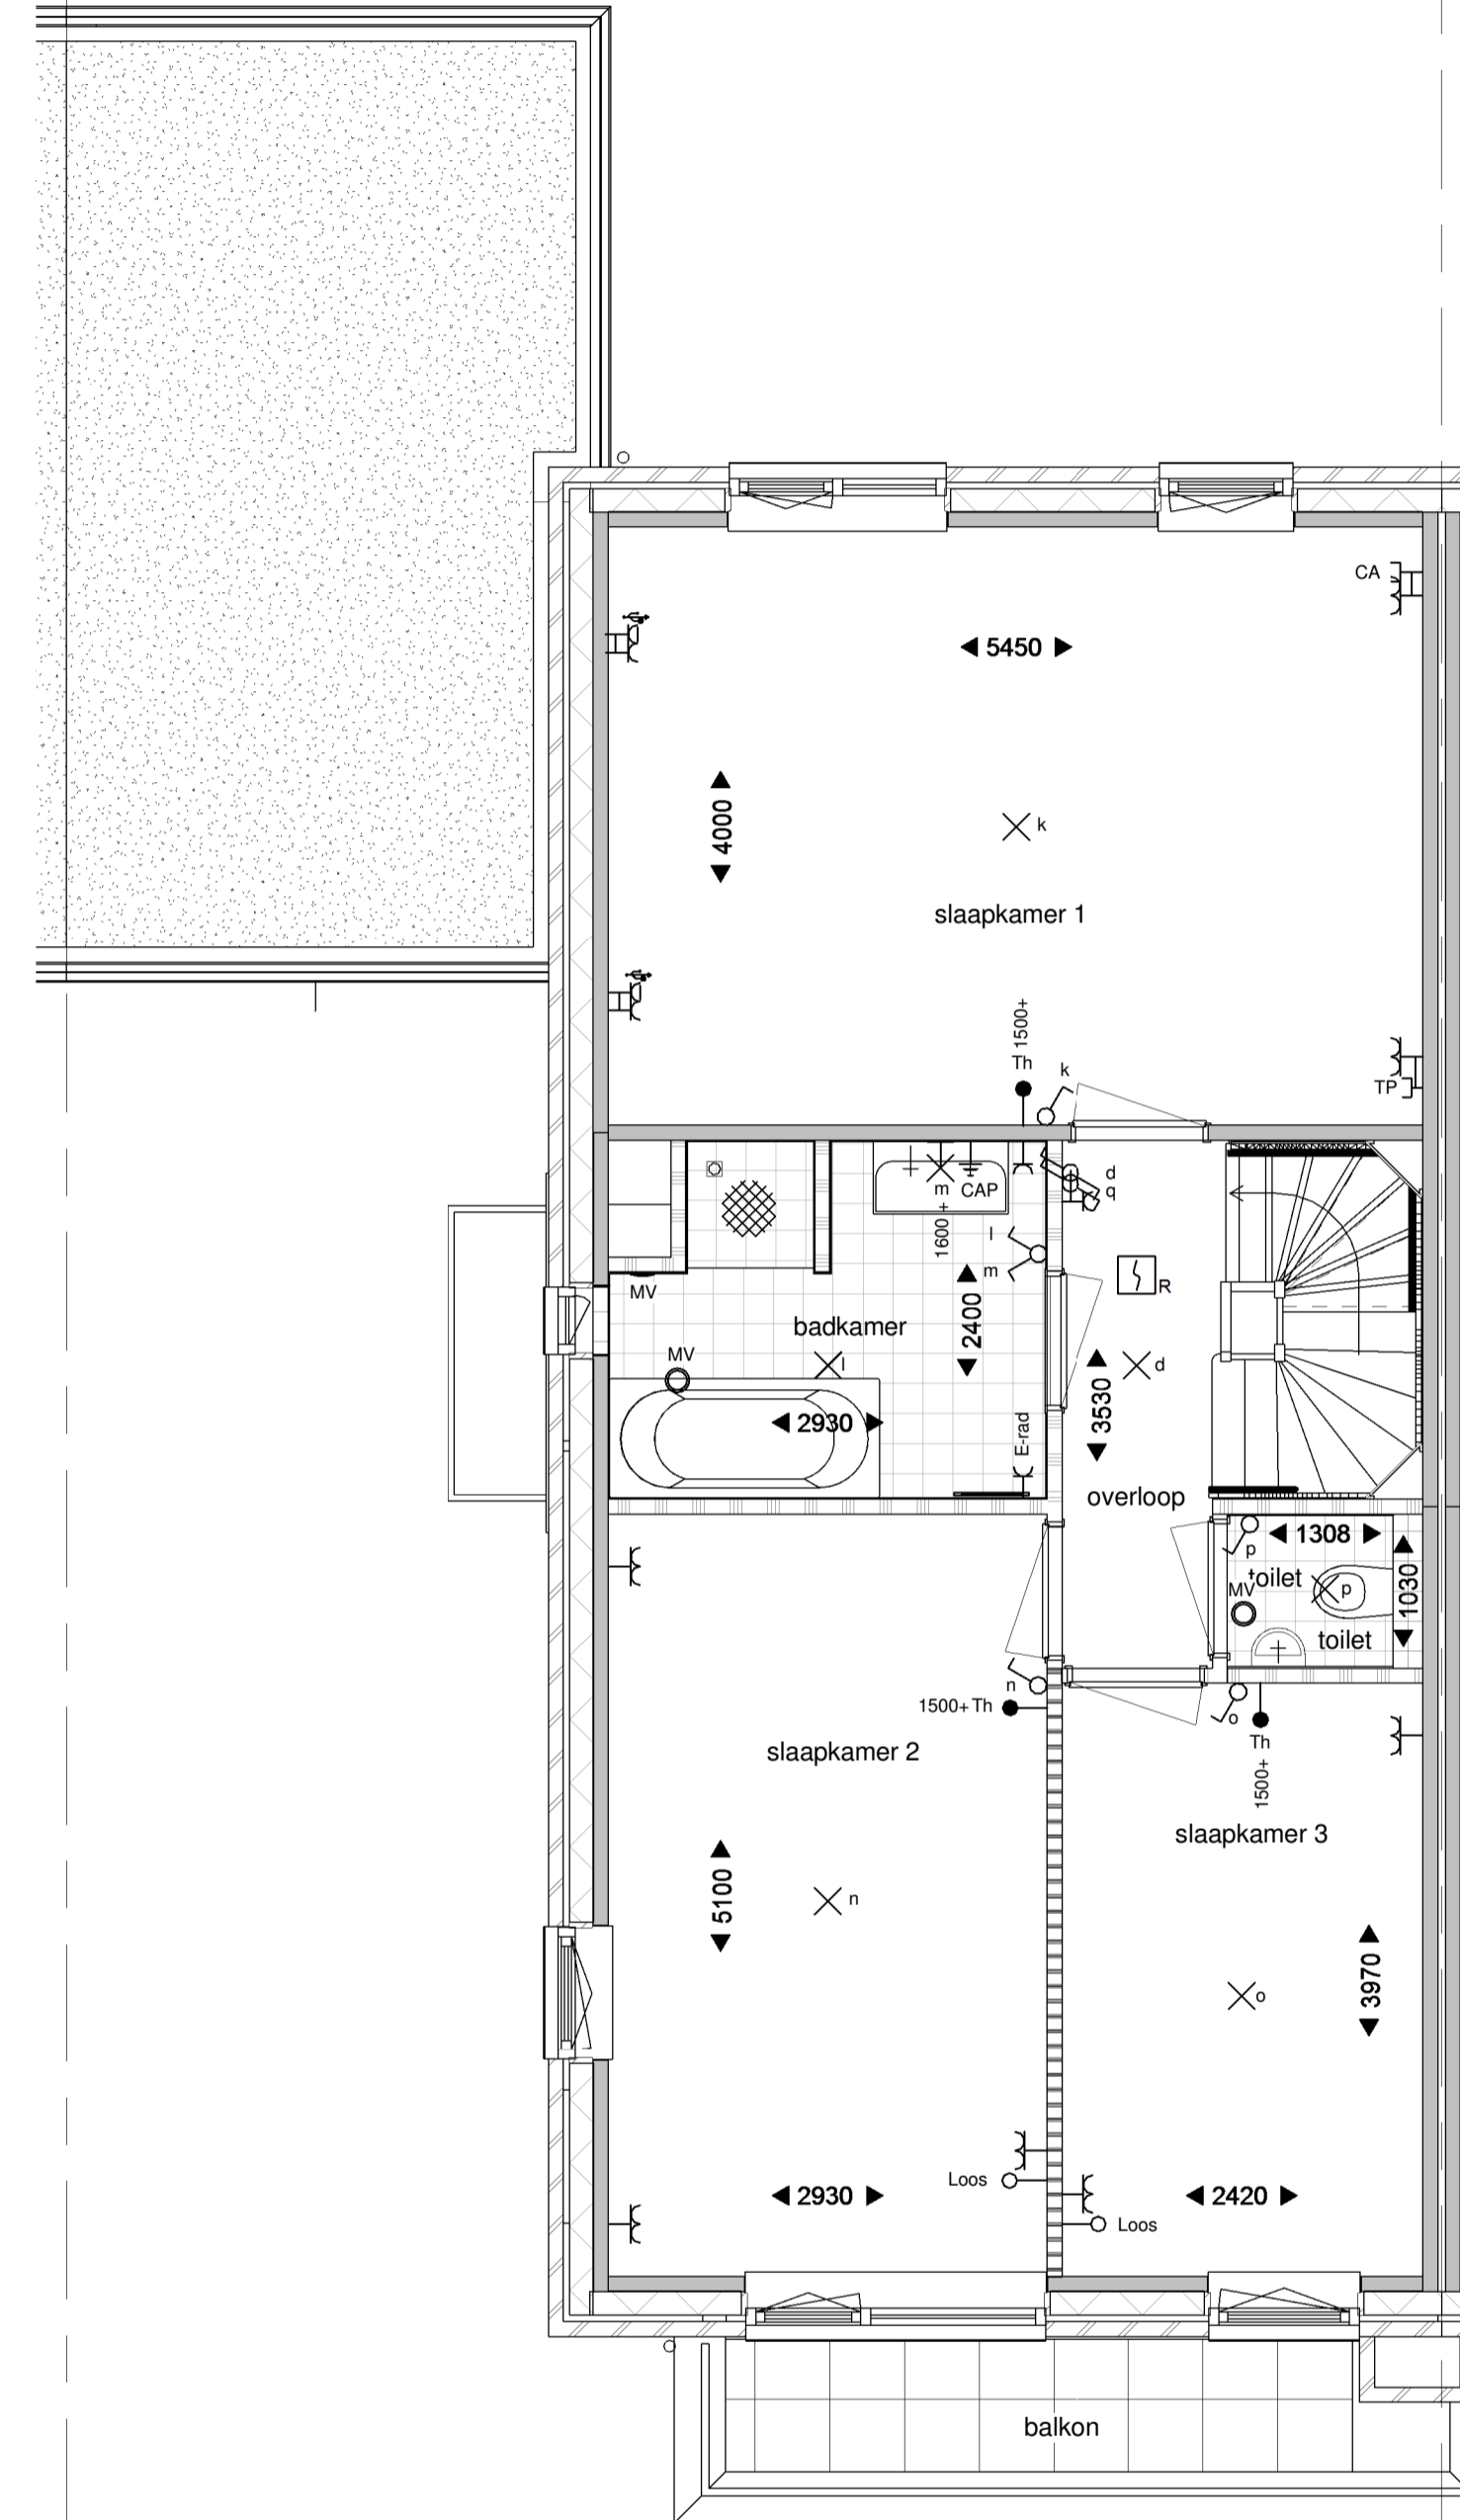 CA
5450
4000
k
slaapkamer 1
1500+
Th
k
TP
d
q
m
CAP
1600 +
l
m
R
MV
badkamer
2400
MV
l
d
3530
2930
E-rad
overloop
1308
p
toilet
MV
p
1030
toilet
n
1500+ Th
o
Th
1500+
slaapkamer 2
slaapkamer 3
5100
n
3970
o
Loos
2930
2420
Loos
balkon